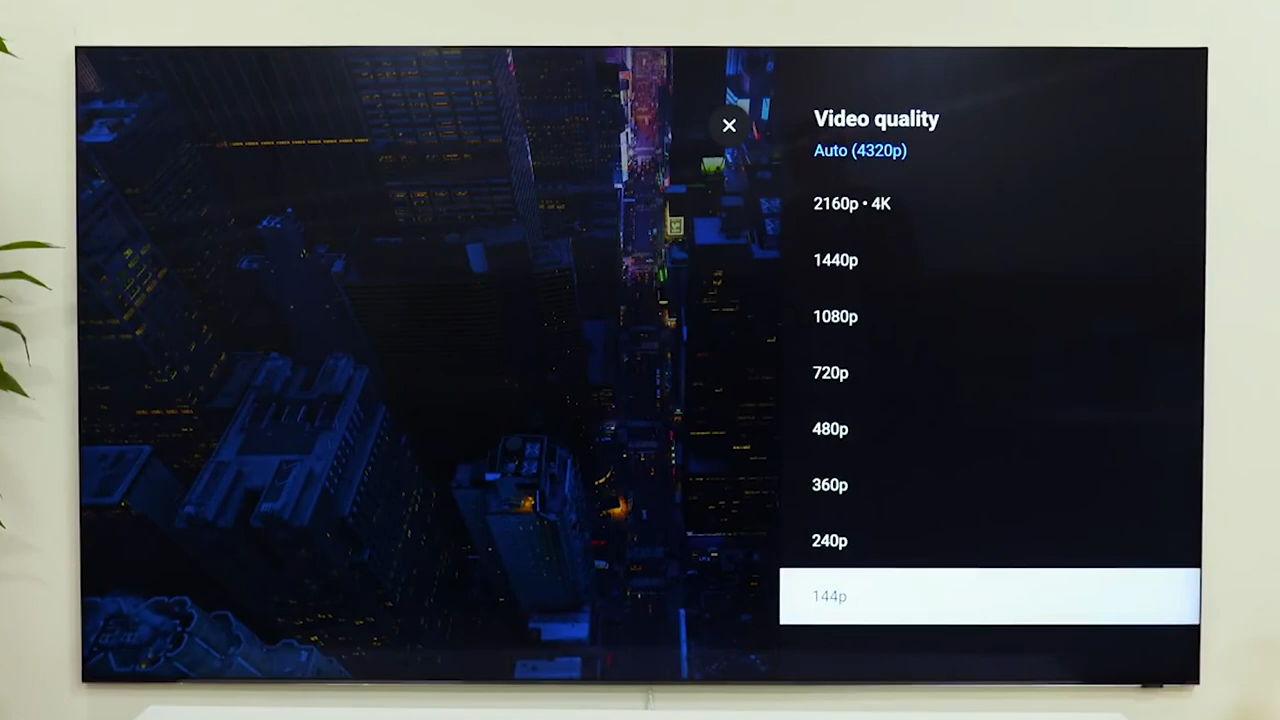 Video quality
Auto (4320p)
2160p • 4K
1440p
1080p
720p
480p
360p
240p
144p